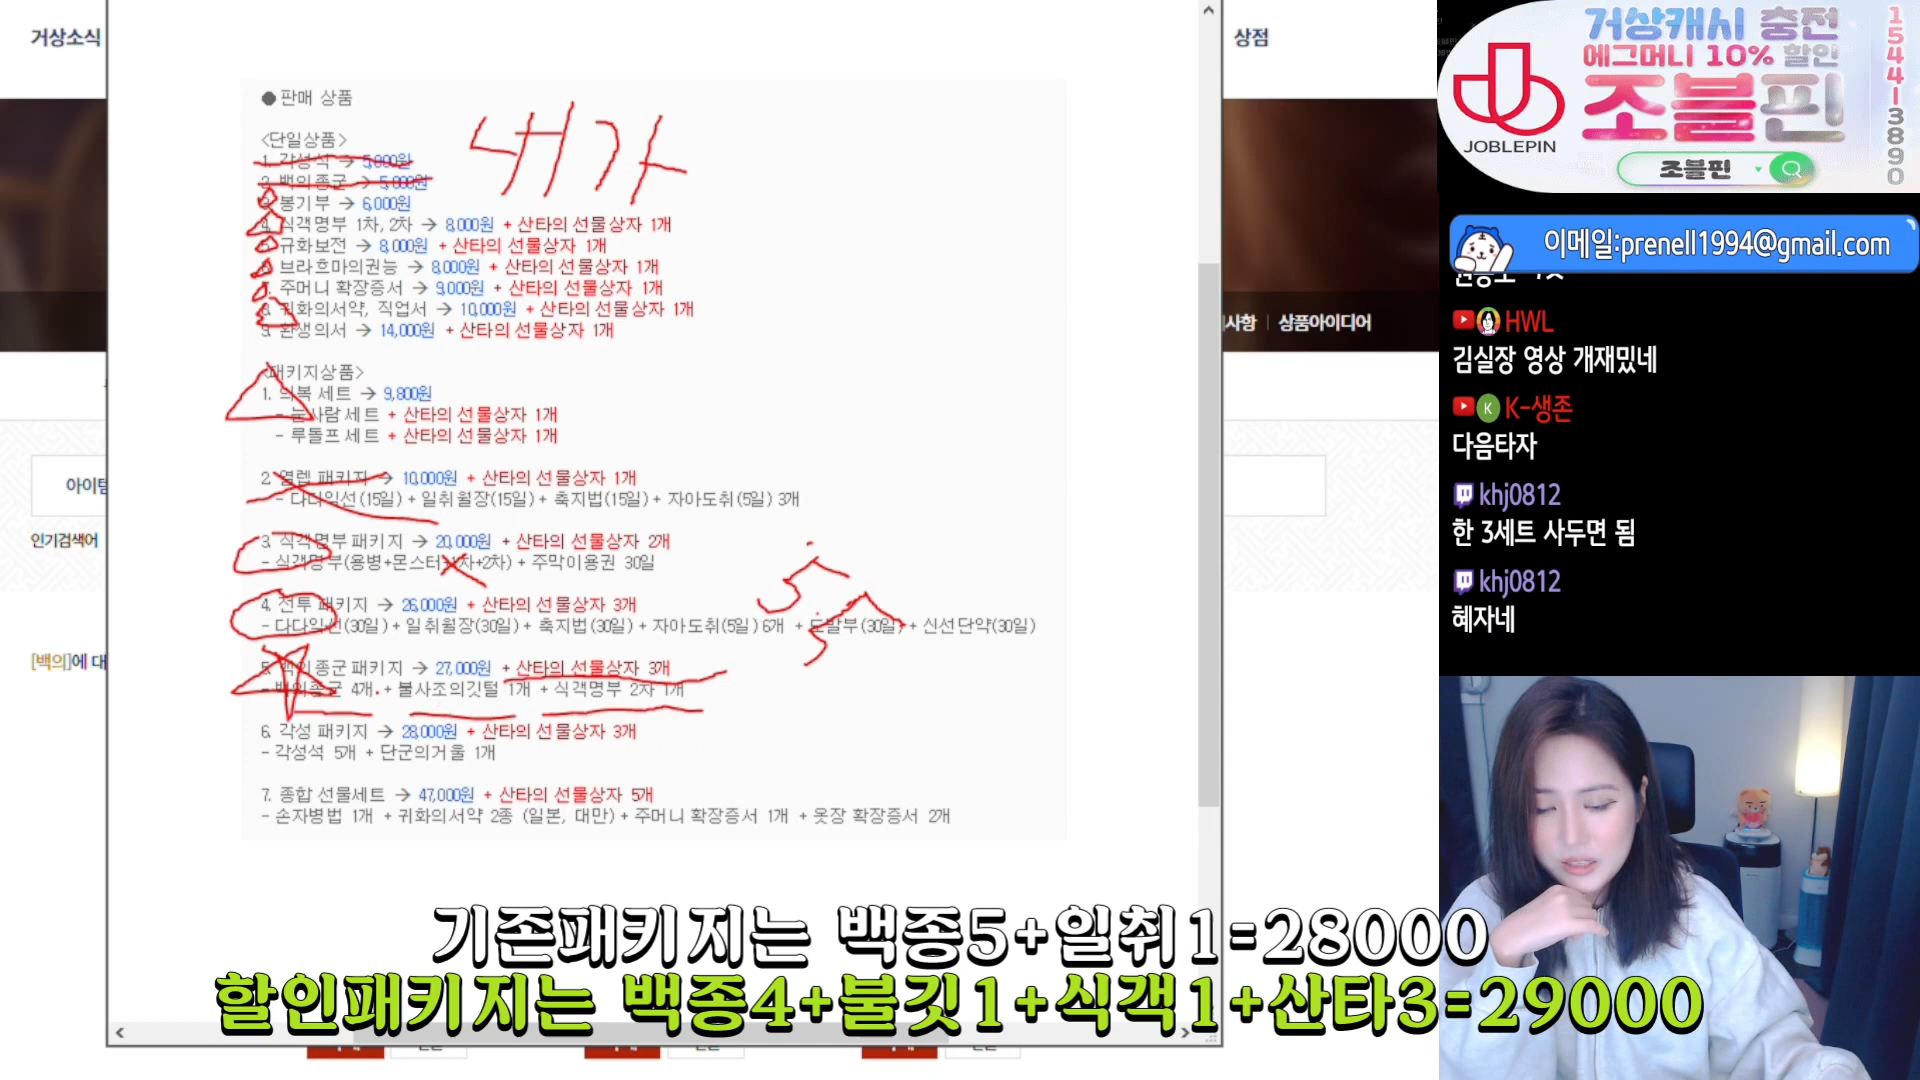 거상소식
상점
● 판매 상품
세가
<단일상품>
1. 각성석 → 5,000원
2. 백의종군 → 5,000원
3. 봉기부 → 6,000원
4. 식객명부 1차, 2차 → 8,000원 + 산타의 선물상자 1개
5. 규화보전 → 8,000원 + 산타의 선물상자 1개
6. 브라흐마의권능 → 8,000원 + 산타의 선물상자 1개
7. 주머니 확장증서 → 9,000원 + 산타의 선물상자 1개
8. 귀화의서약, 직업서 → 10,000원 + 산타의 선물상자 1개
9. 환생의서 → 14,000원 + 산타의 선물상자 1개
<패키지상품>
1. 의복 세트 → 9,800원
- 눈사람 세트 + 산타의 선물상자 1개
- 루돌프 세트 + 산타의 선물상자 1개
2. 열렙 패키지 → 10,000원 + 산타의 선물상자 1개
- 다다익선(15일) + 일취월장(15일) + 축지법(15일) + 자아도취(5일) 3개
3. 식객명부 패키지 → 20,000원 + 산타의 선물상자 2개
- 식객명부(용병+몬스터 1차+2차) + 주막이용권 30일
4. 전투 패키지 → 26,000원 + 산타의 선물상자 3개
- 다다익선(30일) + 일취월장(30일) + 축지법(30일) + 자아도취(5일) 6개 + 도발부(30일) + 신선단약(30일)
5. 백의종군 패키지 → 27,000원 + 산타의 선물상자 3개
- 백의종군 4개 + 불사조의깃털 1개 + 식객명부 2차 1개
6. 각성 패키지 → 28,000원 + 산타의 선물상자 3개
- 각성석 5개 + 단군의거울 1개
7. 종합 선물세트 → 47,000원 + 산타의 선물상자 5개
- 손자병법 1개 + 귀화의서약 2종 (일본, 대만) + 주머니 확장증서 1개 + 옷장 확장증서 2개
사항 | 상품아이디어
아이템
인기검색어
[백의]에 대
거상캐시 충전
에그머니 10% 할인
조블핀
JOBLEPIN
조블핀
1544-3890
이메일:prenell1994@gmail.com
HWL
김실장 영상 개재밌네
K K-생존
다음타자
khj0812
한 3세트 사두면 됨
khj0812
혜자네
기존패키지는 백종5+일취1=28000
할인패키지는 백종4+불깃1+식객1+산타3=29000